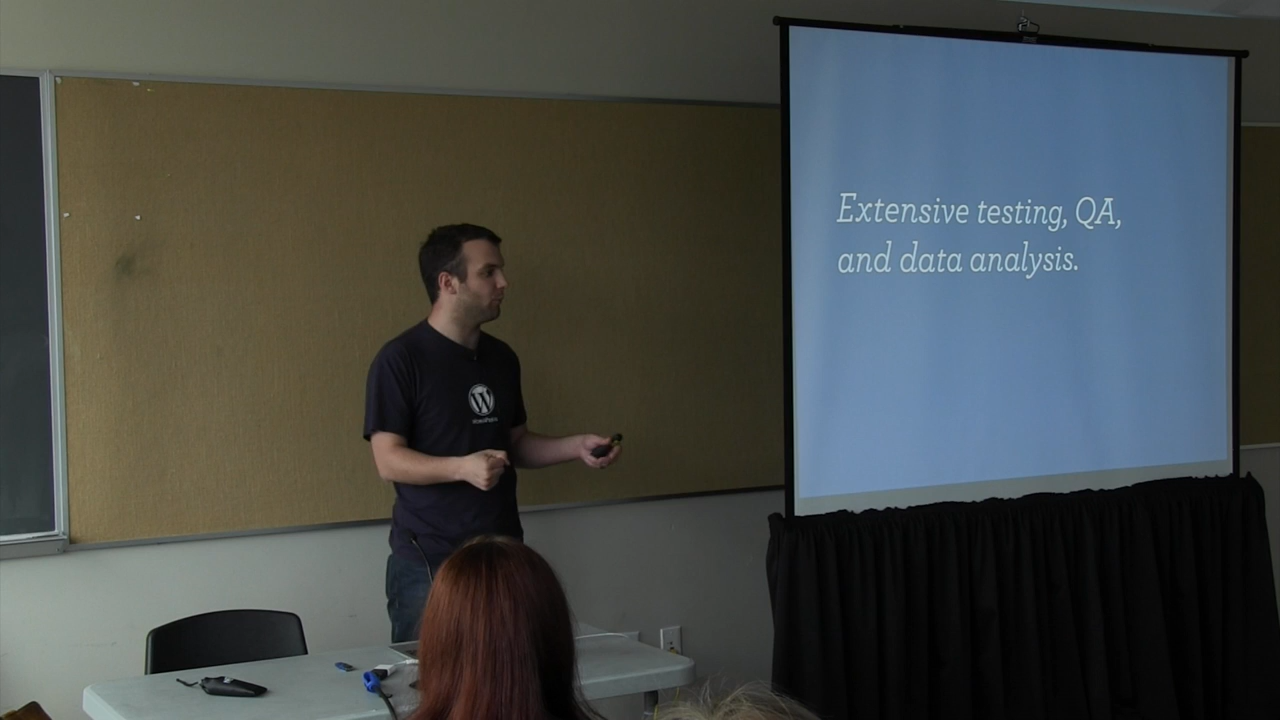 Extensive testing, QA,
and data analysis.
W